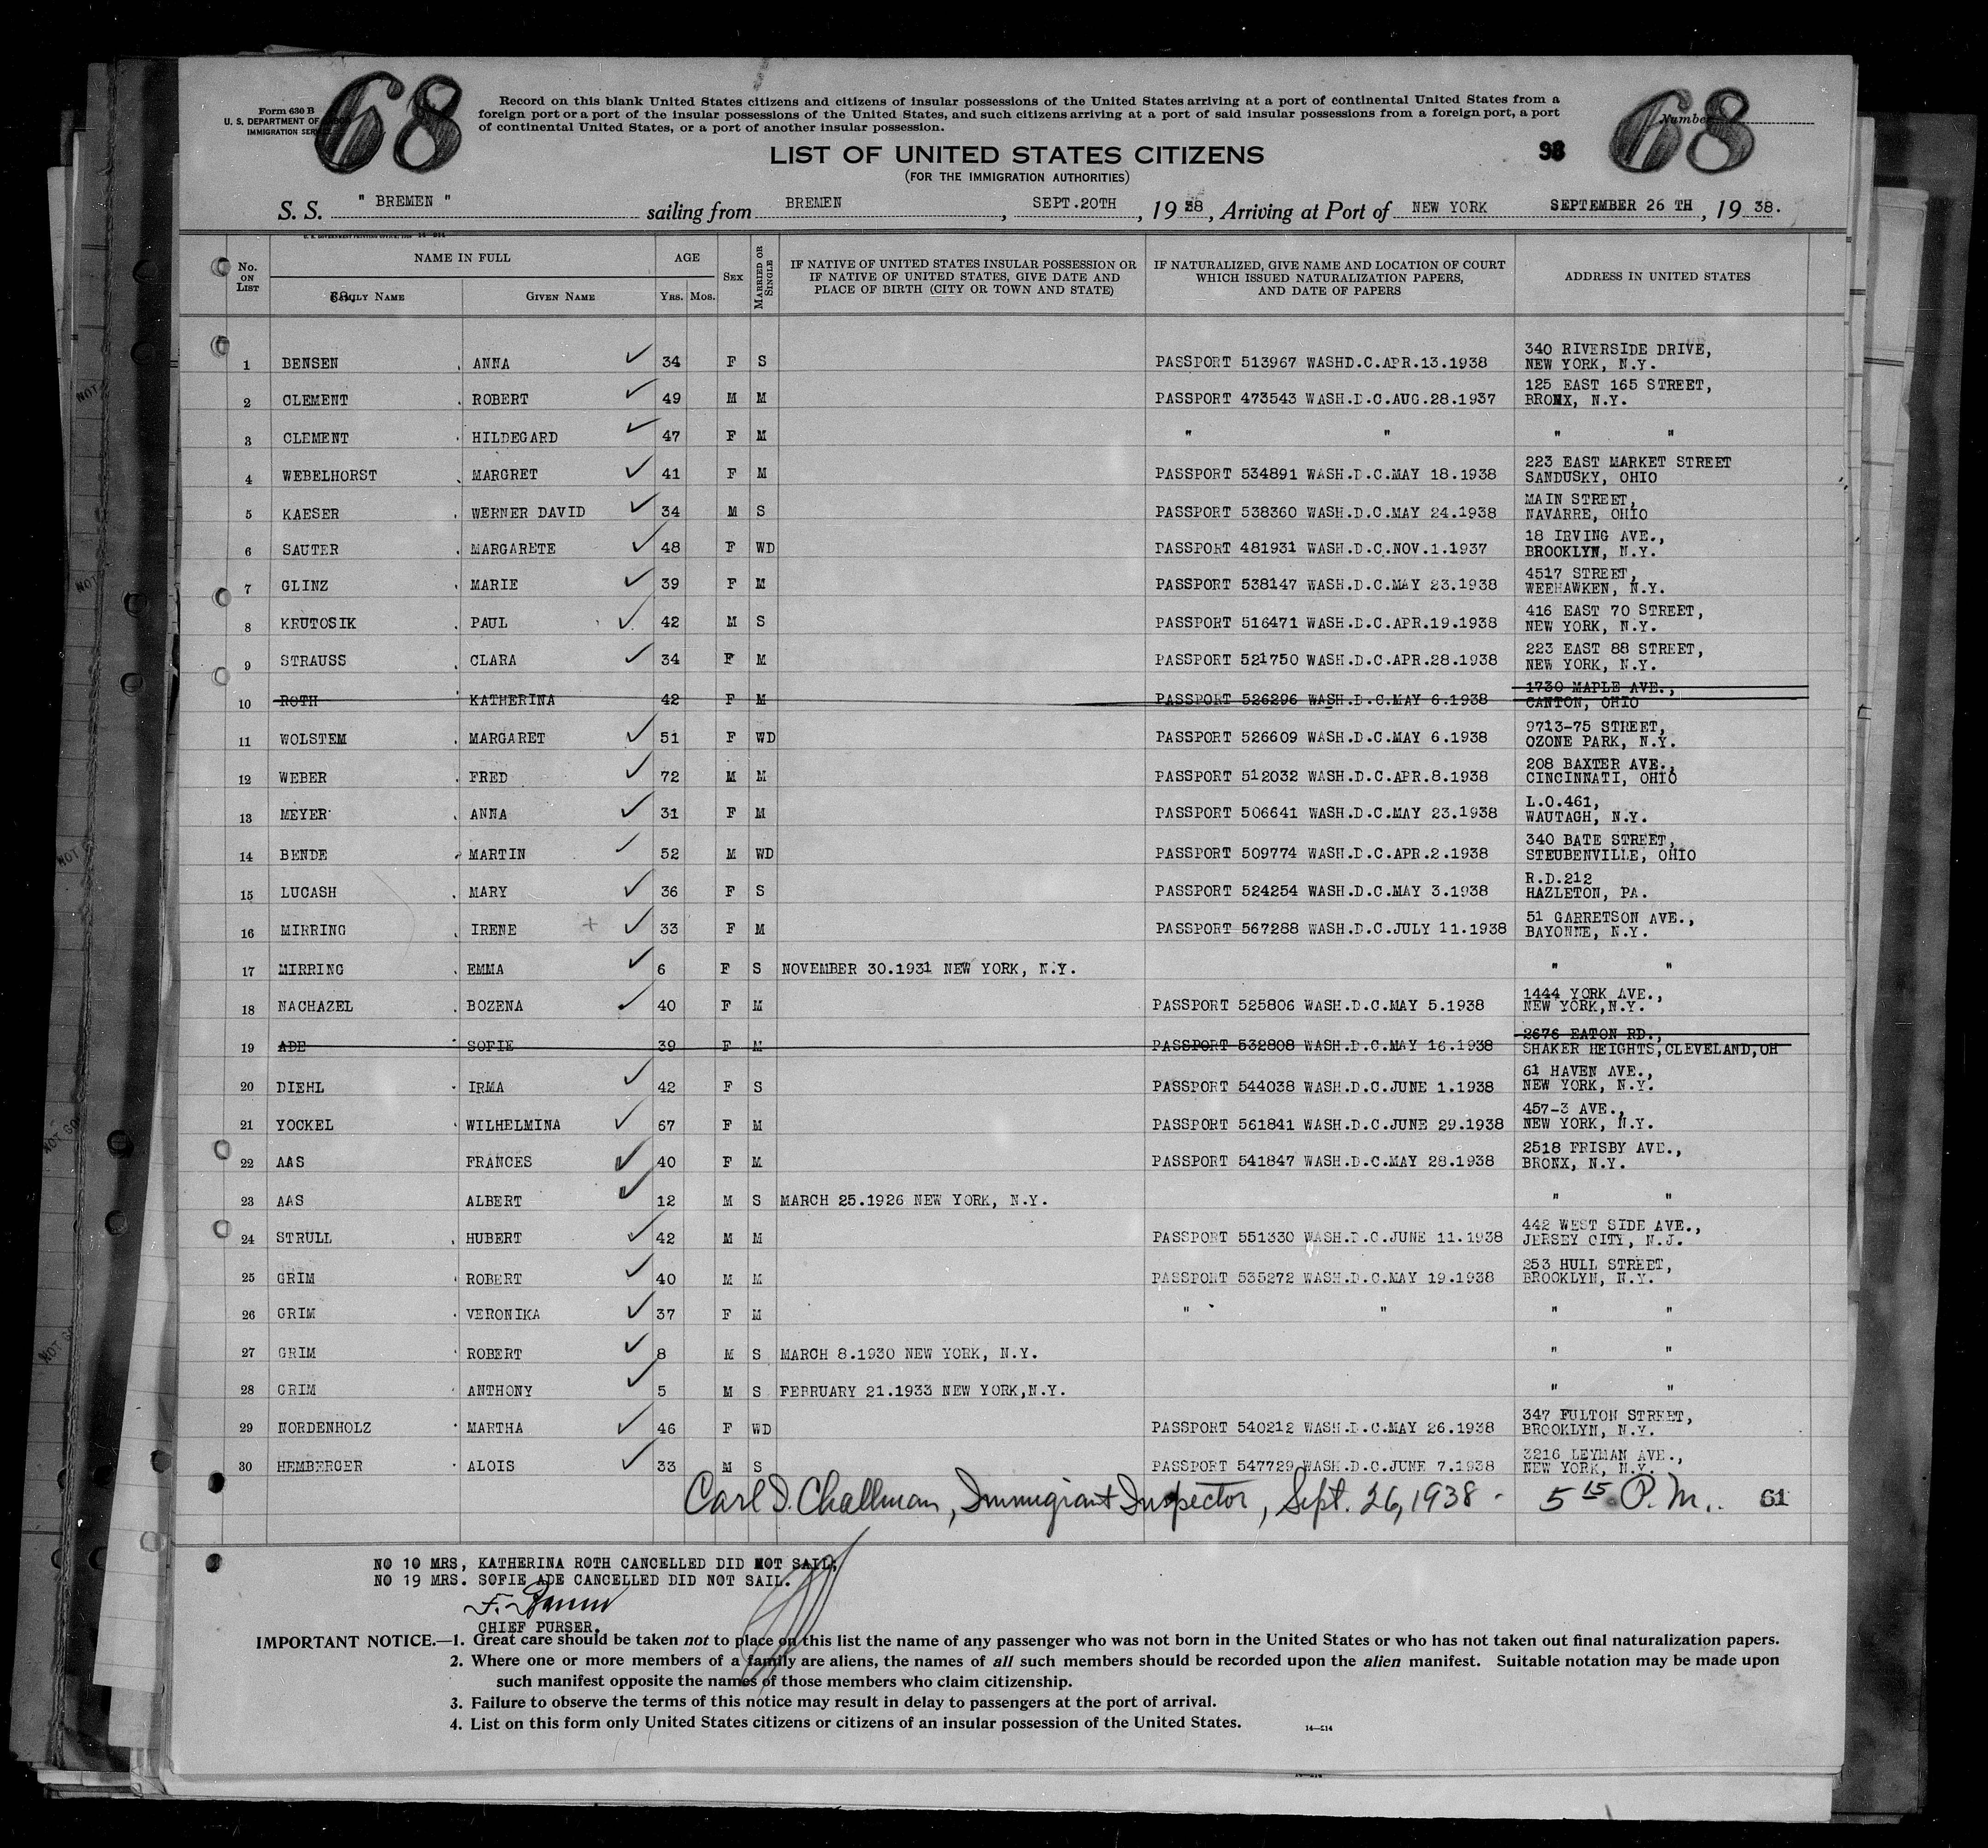 68
68
Form 630 B
U. S. DEPARTMENT OF LABOR
IMMIGRATION SERVICE
Record on this blank United States citizens and citizens of insular possessions of the United States arriving at a port of continental United States from a
foreign port or a port of the insular possessions of the United States, and such citizens arriving at a port of said insular possessions from a foreign port, a port
of continental United States, or a port of another insular possession.
Number
LIST OF UNITED STATES CITIZENS
98
(FOR THE IMMIGRATION AUTHORITIES)
S. S. " BREMEN " sailing from BREMEN, SEPT.20TH, 1938, Arriving at Port of NEW YORK SEPTEMBER 26 TH, 1938.
No. ON LIST
NAME IN FULL
FAMILY NAME
GIVEN NAME
AGE
YRS. MOS.
SEX
MARRIED OR SINGLE
IF NATIVE OF UNITED STATES INSULAR POSSESSION OR
IF NATIVE OF UNITED STATES, GIVE DATE AND
PLACE OF BIRTH (CITY OR TOWN AND STATE)
IF NATURALIZED, GIVE NAME AND LOCATION OF COURT
WHICH ISSUED NATURALIZATION PAPERS,
AND DATE OF PAPERS
ADDRESS IN UNITED STATES
1 BENSEN ANNA 34 F S PASSPORT 513967 WASHD.C.APR.13.1938 340 RIVERSIDE DRIVE,
NEW YORK, N.Y.
2 CLEMENT ROBERT 49 M M PASSPORT 473543 WASH.D.C.AUG.28.1937 125 EAST 165 STREET,
BRONX, N.Y.
3 CLEMENT HILDEGARD 47 F M " " " "
4 WEBELHORST MARGRET 41 F M PASSPORT 534891 WASH.D.C.MAY 18.1938 223 EAST MARKET STREET
SANDUSKY, OHIO
5 KAESER WERNER DAVID 34 M S PASSPORT 538360 WASH.D.C.MAY 24.1938 MAIN STREET,
NAVARRE, OHIO
6 SAUTER MARGARETE 48 F WD PASSPORT 481931 WASH.D.C.NOV.1.1937 18 IRVING AVE.,
BROOKLYN, N.Y.
7 GLINZ MARIE 39 F M PASSPORT 538147 WASH.D.C.MAY 23.1938 4517 STREET,
WEEHAWKEN, N.Y.
8 KRUTOSIK PAUL 42 M S PASSPORT 516471 WASH.D.C.APR.19.1938 416 EAST 70 STREET,
NEW YORK, N.Y.
9 STRAUSS CLARA 34 F M PASSPORT 521750 WASH.D.C.APR.28.1938 223 EAST 88 STREET,
NEW YORK, N.Y.
10 ROTH KATHERINA 42 F M PASSPORT 526296 WASH.D.C.MAY 6.1938 1730 MAPLE AVE.,
CANTON, OHIO
11 WOLSTEM MARGARET 51 F WD PASSPORT 526609 WASH.D.C.MAY 6.1938 9713-75 STREET,
OZONE PARK, N.Y.
12 WEBER FRED 72 M M PASSPORT 512032 WASH.D.C.APR.8.1938 208 BAXTER AVE.,
CINCINNATI, OHIO
13 MEYER ANNA 31 F M PASSPORT 506641 WASH.D.C.MAY 23.1938 L.O.461,
WAUTAGH, N.Y.
14 BENDE MARTIN 52 M WD PASSPORT 509774 WASH.D.C.APR.2.1938 340 BATE STREET,
STEUBENVILLE, OHIO
15 LUCASH MARY 36 F S PASSPORT 524254 WASH.D.C.MAY 3.1938 R.D.212
HAZLETON, PA.
16 MIRRING IRENE + 33 F M PASSPORT 567288 WASH.D.C.JULY 11.1938 51 GARRETSON AVE.,
BAYONNE, N.Y.
17 MIRRING EMMA 6 F S NOVEMBER 30.1931 NEW YORK, N.Y. " "
18 NACHAZEL BOZENA 40 F M PASSPORT 525806 WASH.D.C.MAY 5.1938 1444 YORK AVE.,
NEW YORK,N.Y.
19 ADE SOFIE 39 F M PASSPORT 532808 WASH.D.C.MAY 16.1938 2676 EATON RD.,
SHAKER HEIGHTS,CLEVELAND,OH
20 DIEHL IRMA 42 F S PASSPORT 544038 WASH.D.C.JUNE 1.1938 61 HAVEN AVE.,
NEW YORK, N.Y.
21 YOCKEL WILHELMINA 67 F M PASSPORT 561841 WASH.D.C.JUNE 29.1938 457-3 AVE.,
NEW YORK, N.Y.
22 AAS FRANCES 40 F M PASSPORT 541847 WASH.D.C.MAY 28.1938 2518 FRISBY AVE.,
BRONX, N.Y.
23 AAS ALBERT 12 M S MARCH 25.1926 NEW YORK, N.Y. " "
24 STRULL HUBERT 42 M M PASSPORT 551330 WASH.D.C.JUNE 11.1938 442 WEST SIDE AVE.,
JERSEY CITY, N.J.
25 GRIM ROBERT 40 M M PASSPORT 535272 WASH.D.C.MAY 19.1938 253 HULL STREET,
BROOKLYN, N.Y.
26 GRIM VERONIKA 37 F M " " " "
27 GRIM ROBERT 8 M S MARCH 8.1930 NEW YORK, N.Y. " "
28 GRIM ANTHONY 5 M S FEBRUARY 21.1933 NEW YORK,N.Y. " "
29 NORDENHOLZ MARTHA 46 F WD PASSPORT 540212 WASH.D.C.MAY 26.1938 347 FULTON STREET,
BROOKLYN, N.Y.
30 HEMBERGER ALOIS 33 M S PASSPORT 547729 WASH.D.C.JUNE 7.1938 3216 LEYMAN AVE.,
NEW YORK, N.Y.
Carl D. Challman, Immigrant Inspector, Sept. 26, 1938 - 5 15 P.M. 61
NO 10 MRS, KATHERINA ROTH CANCELLED DID NOT SAIL,
NO 19 MRS. SOFIE ADE CANCELLED DID NOT SAIL.
CHIEF PURSER.
IMPORTANT NOTICE.—1. Great care should be taken not to place on this list the name of any passenger who was not born in the United States or who has not taken out final naturalization papers.
2. Where one or more members of a family are aliens, the names of all such members should be recorded upon the alien manifest. Suitable notation may be made upon
such manifest opposite the names of those members who claim citizenship.
3. Failure to observe the terms of this notice may result in delay to passengers at the port of arrival.
4. List on this form only United States citizens or citizens of an insular possession of the United States.